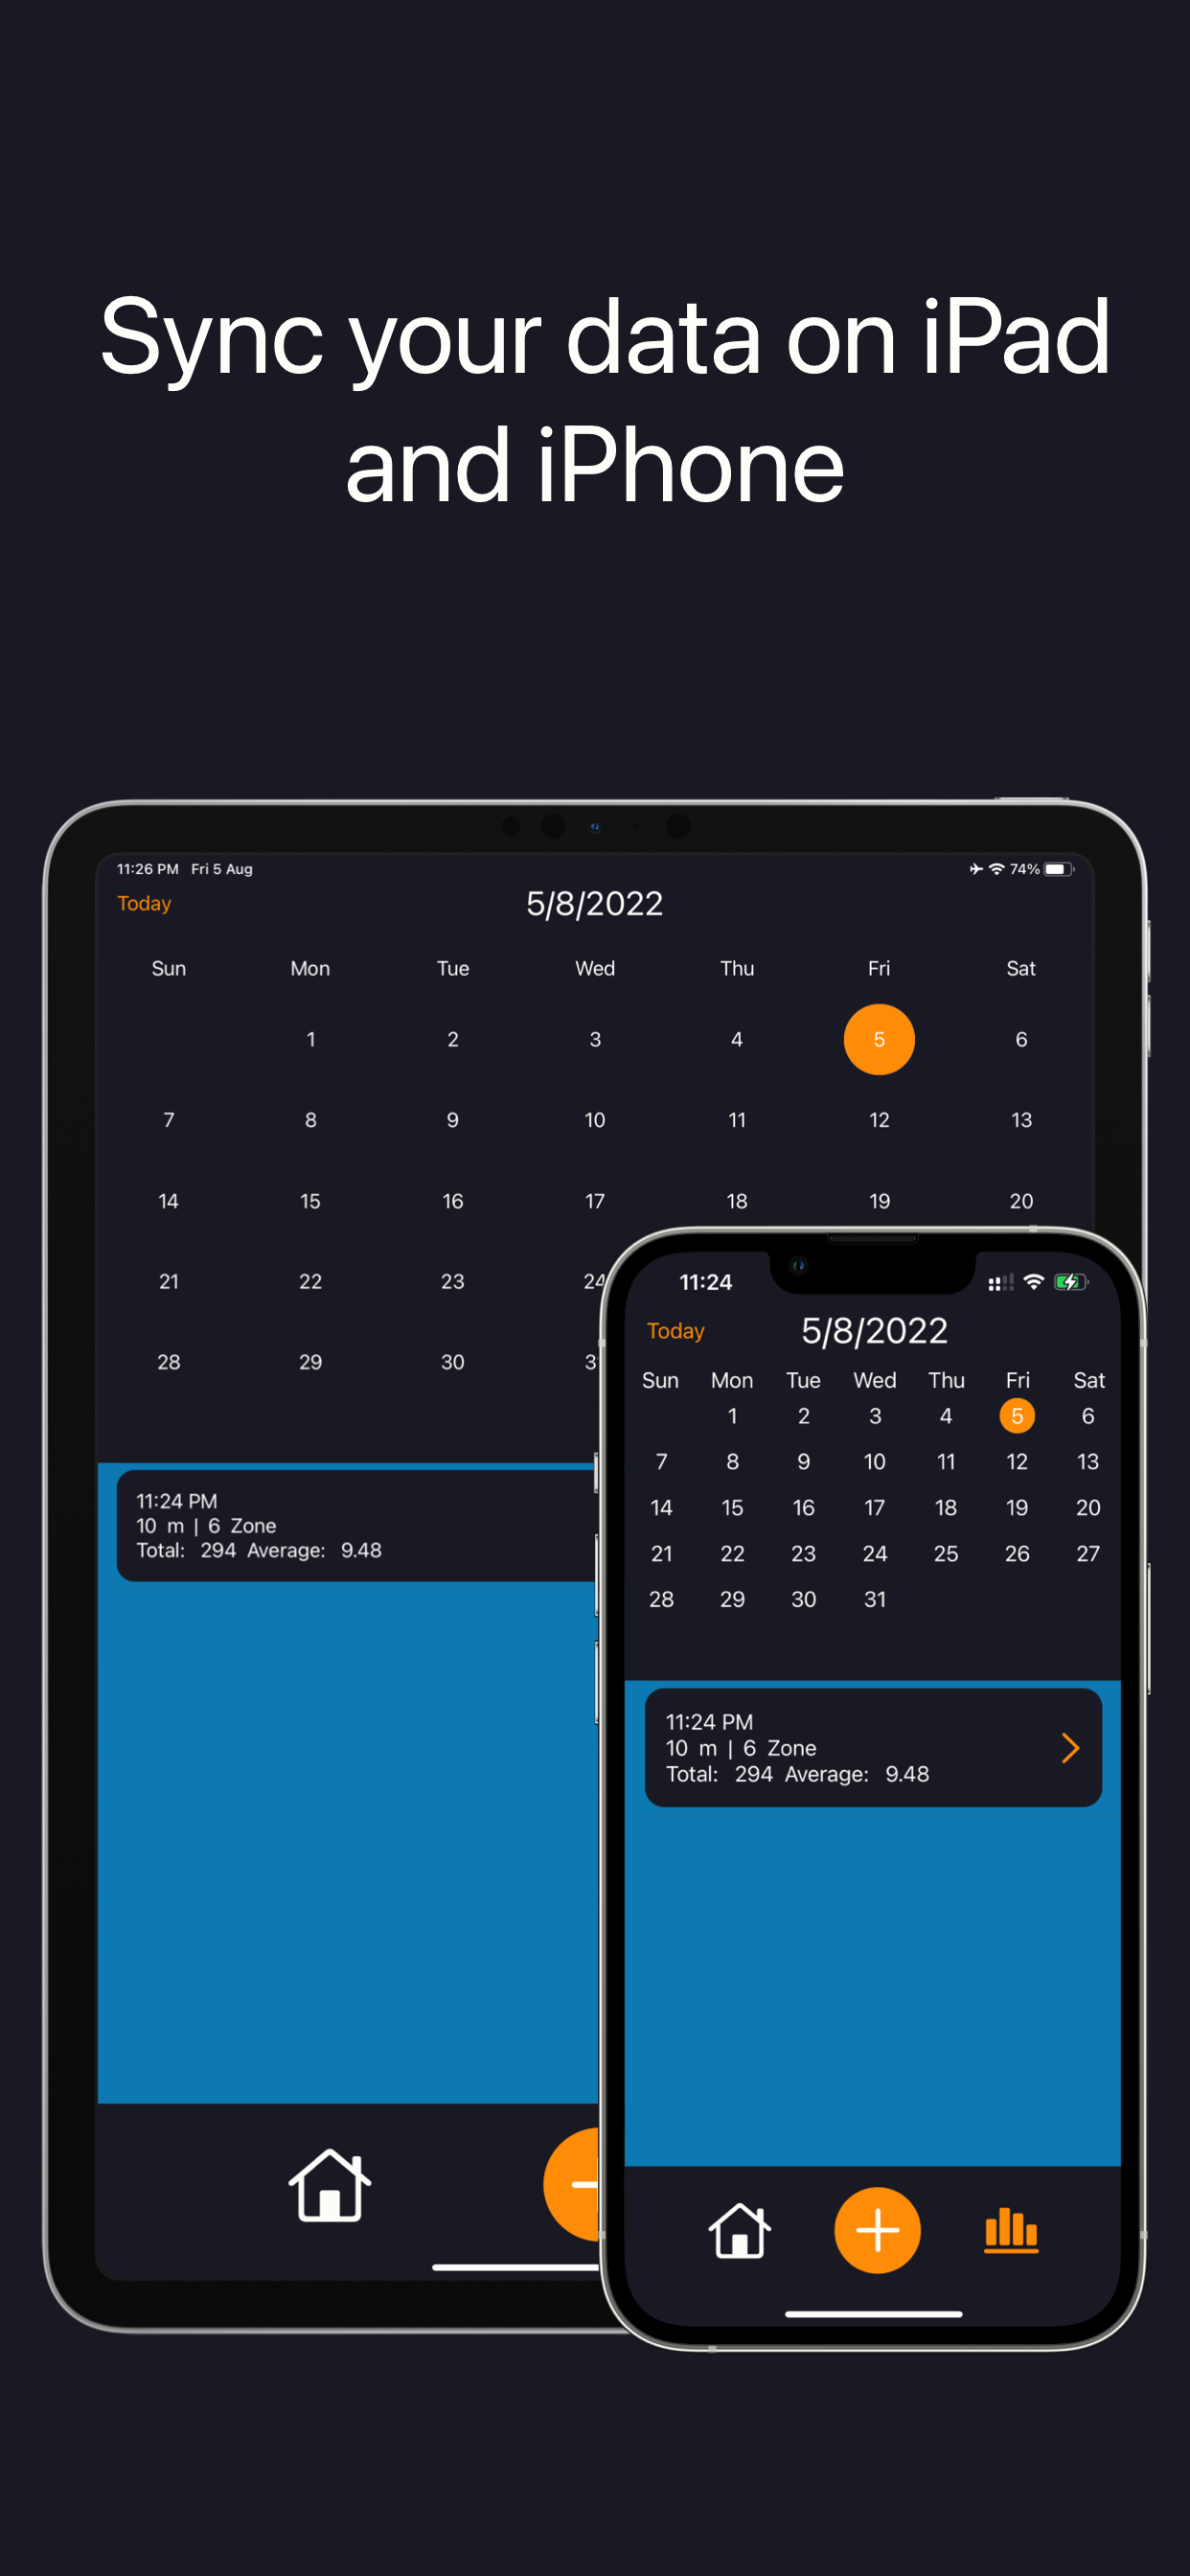 Sync your data on iPad
and iPhone
11:26 PM Fri 5 Aug
74%
Today
5/8/2022
Sun Mon Tue Wed Thu Fri Sat
1 2 3 4 5 6
7 8 9 10 11 12 13
14 15 16 17 18 19 20
21 22 23 24
28 29 30
11:24 PM
10 m | 6 Zone
Total: 294 Average: 9.48
11:24
Today
5/8/2022
Sun Mon Tue Wed Thu Fri Sat
1 2 3 4 5 6
7 8 9 10 11 12 13
14 15 16 17 18 19 20
21 22 23 24 25 26 27
28 29 30 31
11:24 PM
10 m | 6 Zone
Total: 294 Average: 9.48